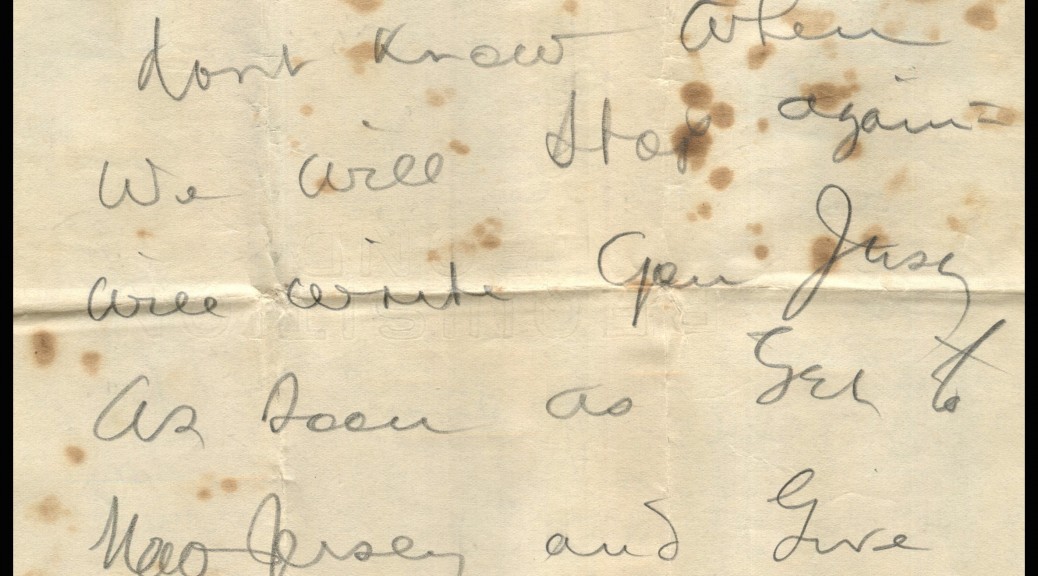 dont know when
We will stop again-
will write you Jersey
As soon as get to
New Jersey and Give